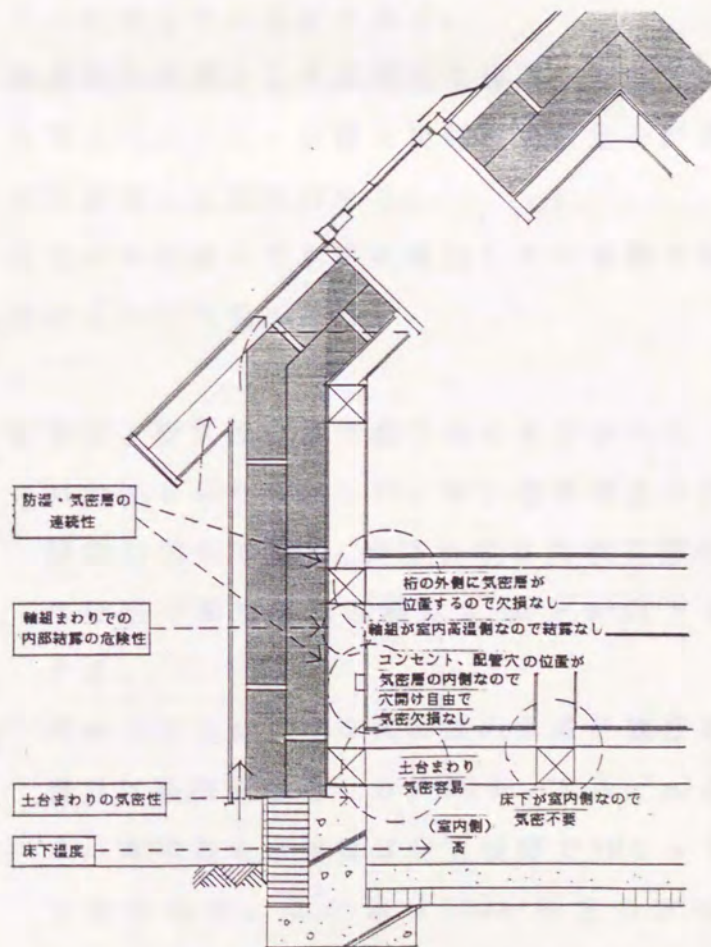 防湿・気密層の
連続性
桁の外側に気密層が
位置するので欠損なし
軸組まわりでの
内部結露の危険性
軸組が室内高温側なので結露なし
コンセント、配管穴の位置が
気密層の内側なので
穴開け自由で
気密欠損なし
土台まわりの気密性
土台まわり
気密容易
床下が室内側なので
気密不要
床下温度
(室内側)
高